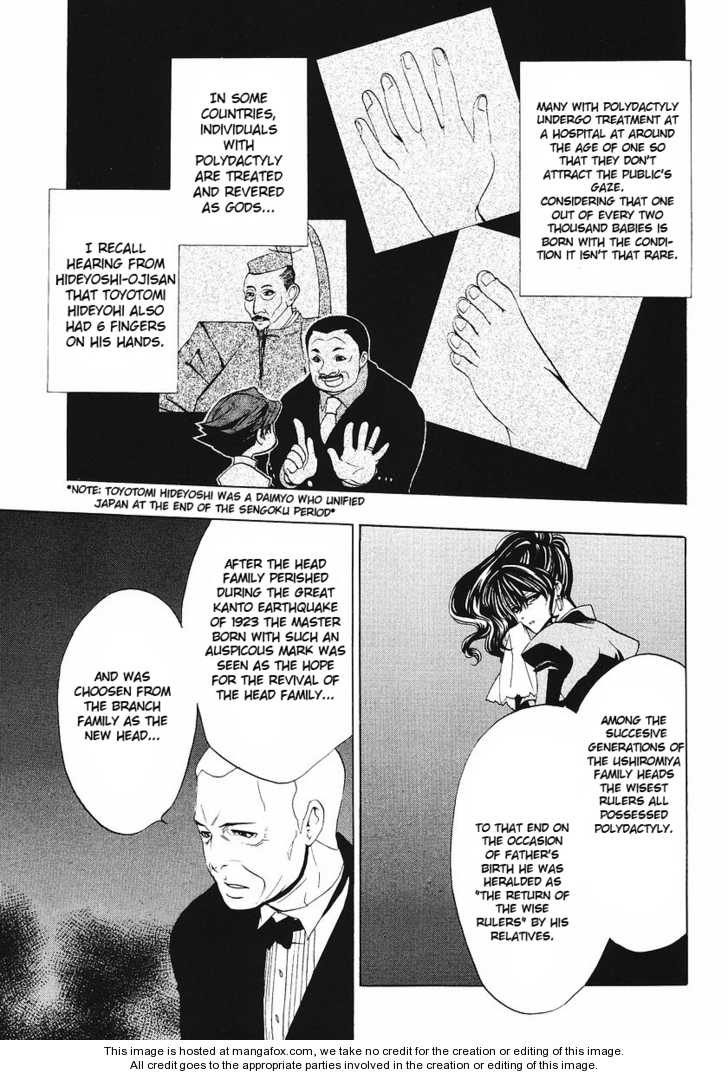 MANY WITH POLYDACTYLY
UNDERGO TREATMENT AT
A HOSPITAL AT AROUND
THE AGE OF ONE SO
THAT THEY DON'T
ATTRACT THE PUBLIC'S
GAZE.
CONSIDERING THAT ONE
OUT OF EVERY TWO
THOUSAND BABIES IS
BORN WITH THE CONDI-
TION IT ISN'T THAT RARE.
IN SOME
COUNTRIES,
INDIVIDUALS
WITH
POLYDACTYLY
ARE TREATED
AND REVERED
AS GODS...
I RECALL
HEARING FROM
HIDEYOSHI-OJISAN
THAT TOYOTOMI
HIDEYOHI ALSO
HAD 6 FINGERS
ON HIS HANDS.
*NOTE: TOYOTOMI HIDEYOSHI WAS A DAIMYO WHO UNIFIED
JAPAN AT THE END OF THE SENGOKU PERIOD*
AMONG THE
SUCCESIVE
GENERATIONS OF
THE USHIROMIYA
FAMILY HEADS
THE WISEST
RULERS ALL
POSSESSED
POLYDACTYLY.
TO THAT END ON
THE OCCASION
OF FATHER'S
BIRTH HE WAS
HERALDED AS
"THE RETURN OF
THE WISE
RULERS" BY HIS
RELATIVES.
AFTER THE HEAD
FAMILY PERISHED
DURING THE GREAT
KANTO EARTHQUAKE
OF 1923 THE MASTER
BORN WITH SUCH AN
AUSPICOUS MARK WAS
SEEN AS THE HOPE
FOR THE REVIVAL OF
THE HEAD FAMILY...
AND WAS
CHOOSEN FROM
THE BRANCH
FAMILY AS THE
NEW HEAD...
This image is hosted at mangafox.com, we take no credit for the creation or editing of this image.
All credit goes to the appropriate parties involved in the creation or editing of this image.